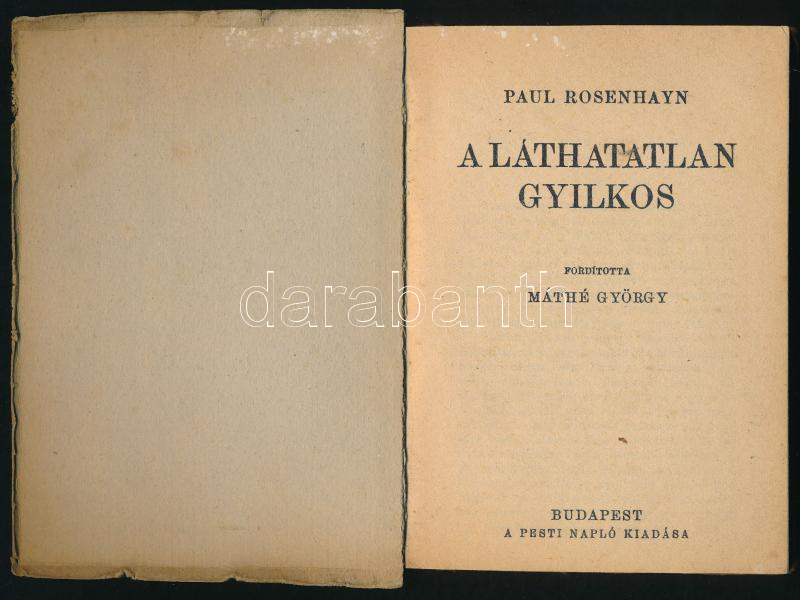 PAUL ROSENHAYN
A LÁTHATATLAN
GYILKOS
FORDÍTOTTA
MÁTHÉ GYÖRGY
darabanth
BUDAPEST
A PESTI NAPLÓ KIADÁSA